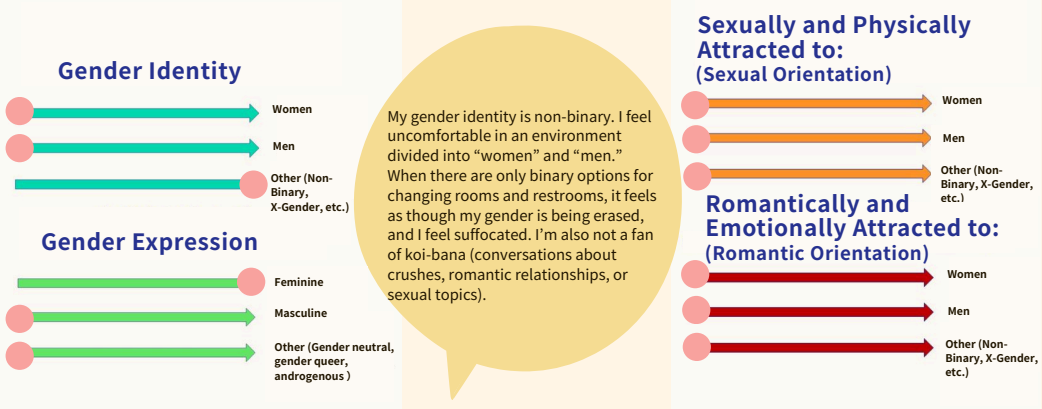 Gender Identity
Women
Men
Other (Non-
Binary,
X-Gender, etc.)
Gender Expression
Feminine
Masculine
Other (Gender neutral,
gender queer,
androgenous )
My gender identity is non-binary. I feel
uncomfortable in an environment
divided into “women” and “men.”
When there are only binary options for
changing rooms and restrooms, it feels
as though my gender is being erased,
and I feel suffocated. I’m also not a fan
of koi-bana (conversations about
crushes, romantic relationships, or
sexual topics).
Sexually and Physically
Attracted to:
(Sexual Orientation)
Women
Men
Other (Non-
Binary, X-Gender,
etc.)
Romantically and
Emotionally Attracted to:
(Romantic Orientation)
Women
Men
Other (Non-
Binary, X-Gender,
etc.)